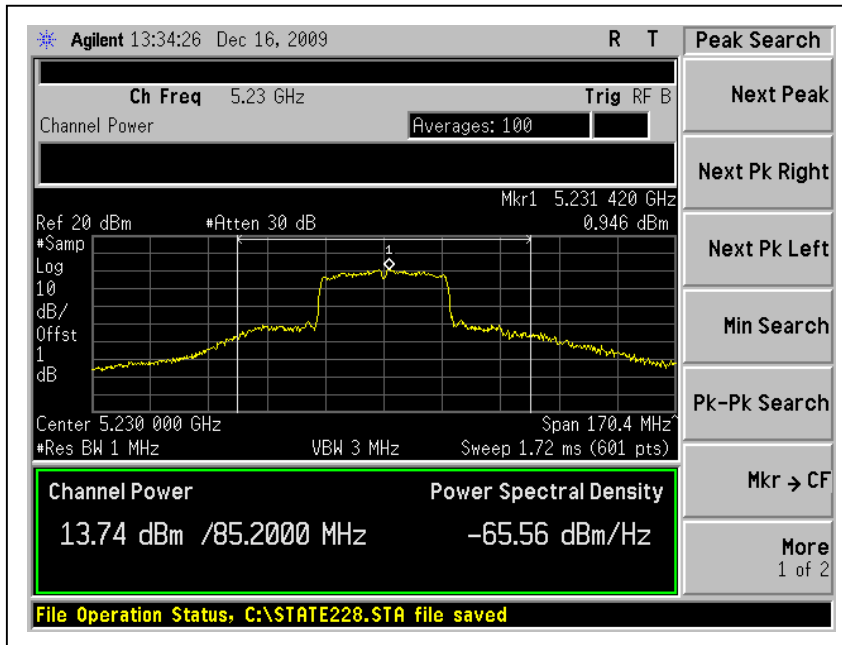 Agilent 13:34:26 Dec 16, 2009 R T
Peak Search
Ch Freq 5.23 GHz Trig RF B
Channel Power Averages: 100
Mkr1 5.231 420 GHz
Ref 20 dBm #Atten 30 dB 0.946 dBm
#Samp
Log
10
dB/
Offst
1
dB
1
Center 5.230 000 GHz Span 170.4 MHz^
#Res BW 1 MHz VBW 3 MHz Sweep 1.72 ms (601 pts)
Channel Power Power Spectral Density
13.74 dBm /85.2000 MHz -65.56 dBm/Hz
File Operation Status, C:\STATE228.STA file saved
Next Peak
Next Pk Right
Next Pk Left
Min Search
Pk-Pk Search
Mkr → CF
More
1 of 2